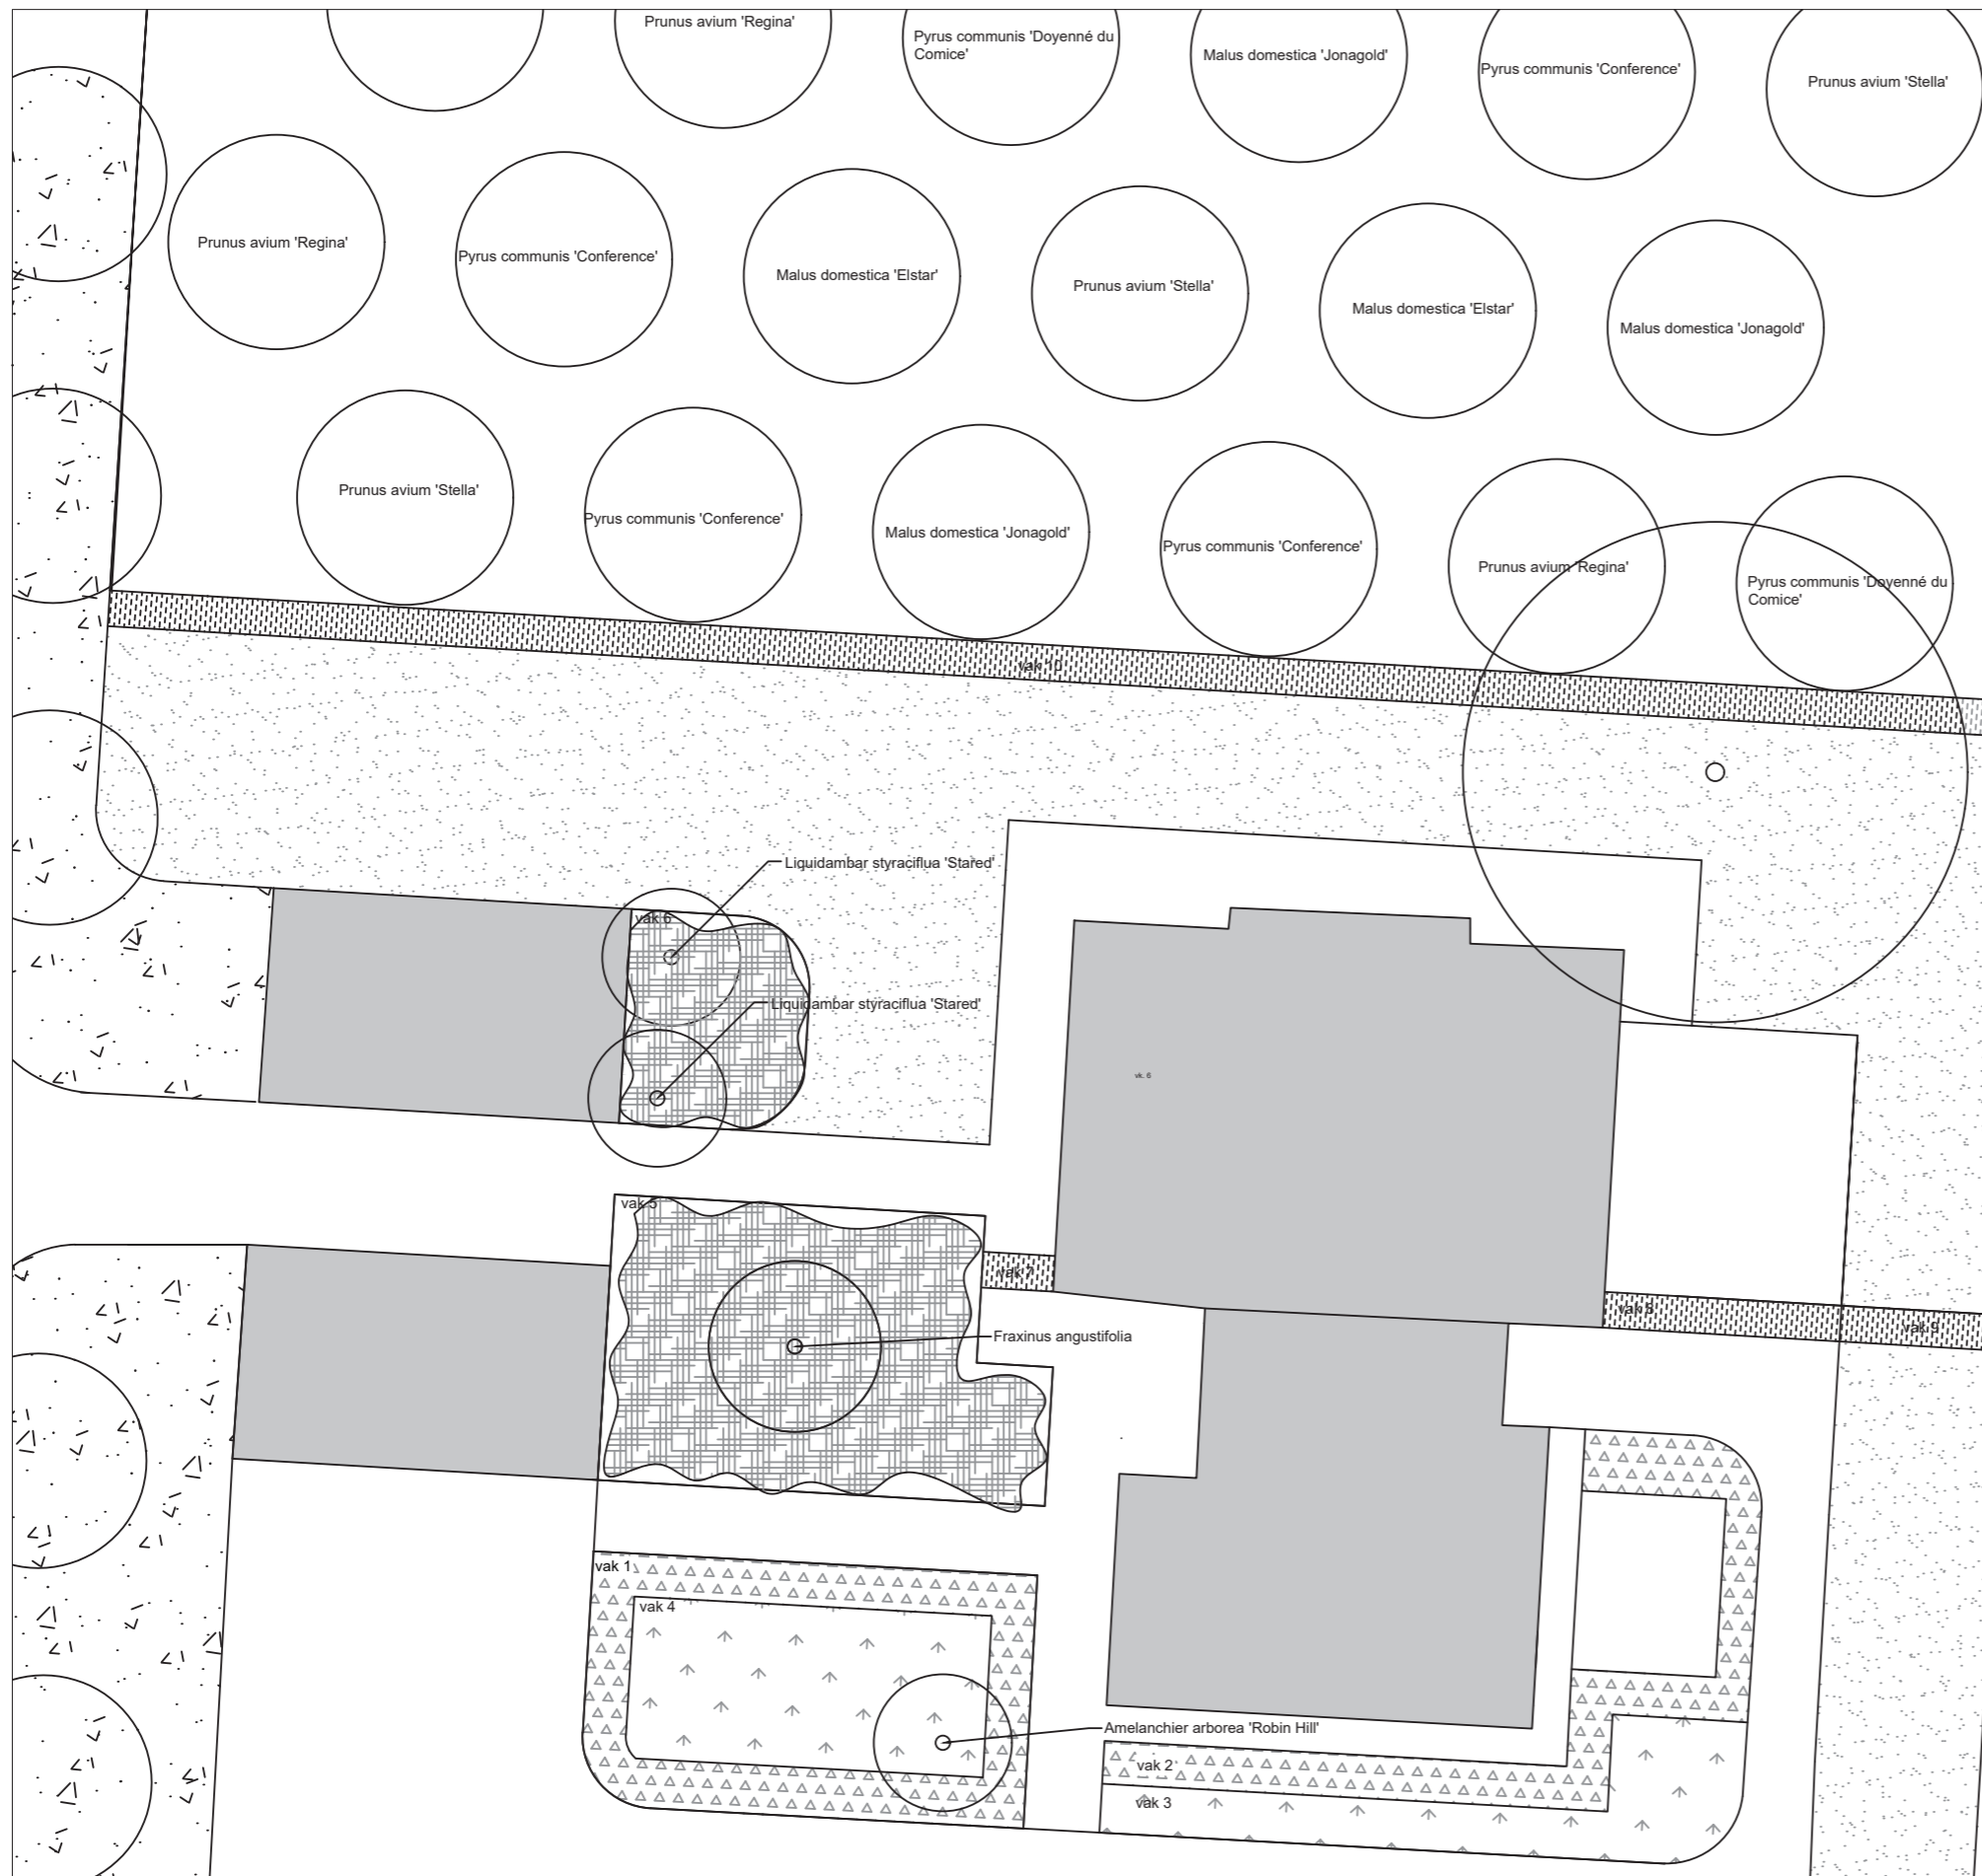 Prunus avium 'Regina'
Pyrus communis 'Doyenné du
Comice'
Malus domestica 'Jonagold'
Pyrus communis 'Conference'
Prunus avium 'Stella'
Prunus avium 'Regina'
Pyrus communis 'Conference'
Malus domestica 'Elstar'
Prunus avium 'Stella'
Malus domestica 'Elstar'
Malus domestica 'Jonagold'
Prunus avium 'Stella'
Pyrus communis 'Conference'
Malus domestica 'Jonagold'
Pyrus communis 'Conference'
Prunus avium 'Regina'
Pyrus communis 'Doyenné du
Comice'
vak 10
Liquidambar styraciflua 'Stared'
vak 6
Liquidambar styraciflua 'Stared'
vk. 6
vak 5
vak 7
vak 8
vak 9
Fraxinus angustifolia
vak 1
vak 4
Amelanchier arborea 'Robin Hill'
vak 2
vak 3